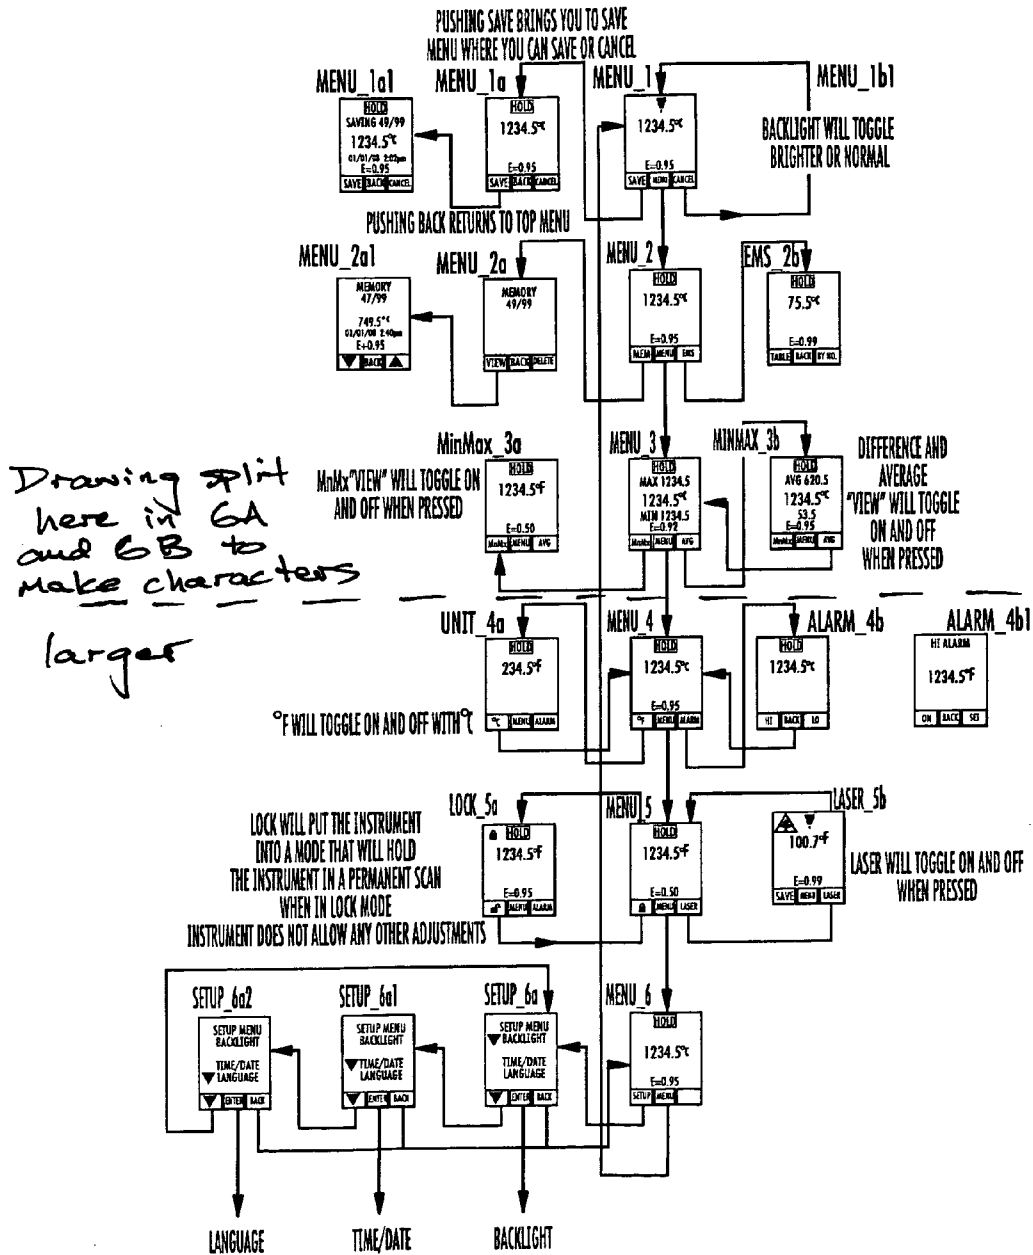 PUSHING SAVE BRINGS YOU TO SAVE
MENU WHERE YOU CAN SAVE OR CANCEL
MENU_1a1
HOLD
SAVING 49/99
1234.5°C
01/01/08 2:02pm
E=0.95
SAVE BACK CANCEL
MENU_1a
HOLD
1234.5°C
E=0.95
SAVE BACK CANCEL
MENU_1
1234.5°C
E=0.95
SAVE MENU CANCEL
MENU_1b1
BACKLIGHT WILL TOGGLE
BRIGHTER OR NORMAL
PUSHING BACK RETURNS TO TOP MENU
MENU_2a1
MEMORY
47/99
749.5°C
01/01/08 2:40pm
E+0.95
BACK
MENU_2a
MEMORY
49/99
VIEW BACK DELETE
MENU_2
HOLD
1234.5°C
E=0.95
MEM MENU EMS
EMS_2b
HOLD
75.5°C
E=0.99
TABLE BACK BY NO.
MinMax_3a
MnMx"VIEW" WILL TOGGLE ON
AND OFF WHEN PRESSED
HOLD
1234.5°F
E=0.50
MnMx MENU AVG
MENU_3
HOLD
MAX 1234.5
1234.5°C
MIN 1234.5
E=0.92
MnMx MENU AVG
MINMAX_3b
HOLD
AVG 620.5
1234.5°C
53.5
E=0.95
MnMx MENU AVG
DIFFERENCE AND
AVERAGE
"VIEW" WILL TOGGLE
ON AND OFF
WHEN PRESSED
Drawing split
here in 6A
and 6B to
make characters
larger
UNIT_4a
HOLD
234.5°F
°C MENU ALARM
°F WILL TOGGLE ON AND OFF WITH°C
MENU_4
HOLD
1234.5°C
E=0.95
°F MENU ALARM
ALARM_4b
HOLD
1234.5°C
HI BACK LO
ALARM_4b1
HI ALARM
1234.5°F
ON BACK SET
LOCK WILL PUT THE INSTRUMENT
INTO A MODE THAT WILL HOLD
THE INSTRUMENT IN A PERMANENT SCAN
WHEN IN LOCK MODE
INSTRUMENT DOES NOT ALLOW ANY OTHER ADJUSTMENTS
LOCK_5a
HOLD
1234.5°F
E=0.95
MENU ALARM
MENU_5
HOLD
1234.5°F
E=0.50
MENU LASER
LASER_5b
100.7°F
E=0.99
SAVE MENU LASER
LASER WILL TOGGLE ON AND OFF
WHEN PRESSED
SETUP_6a2
SETUP MENU
BACKLIGHT
TIME/DATE
LANGUAGE
ENTER BACK
SETUP_6a1
SETUP MENU
BACKLIGHT
TIME/DATE
LANGUAGE
ENTER BACK
SETUP_6a
SETUP MENU
BACKLIGHT
TIME/DATE
LANGUAGE
ENTER BACK
MENU_6
HOLD
1234.5°C
E=0.95
SETUP MENU
LANGUAGE
TIME/DATE
BACKLIGHT